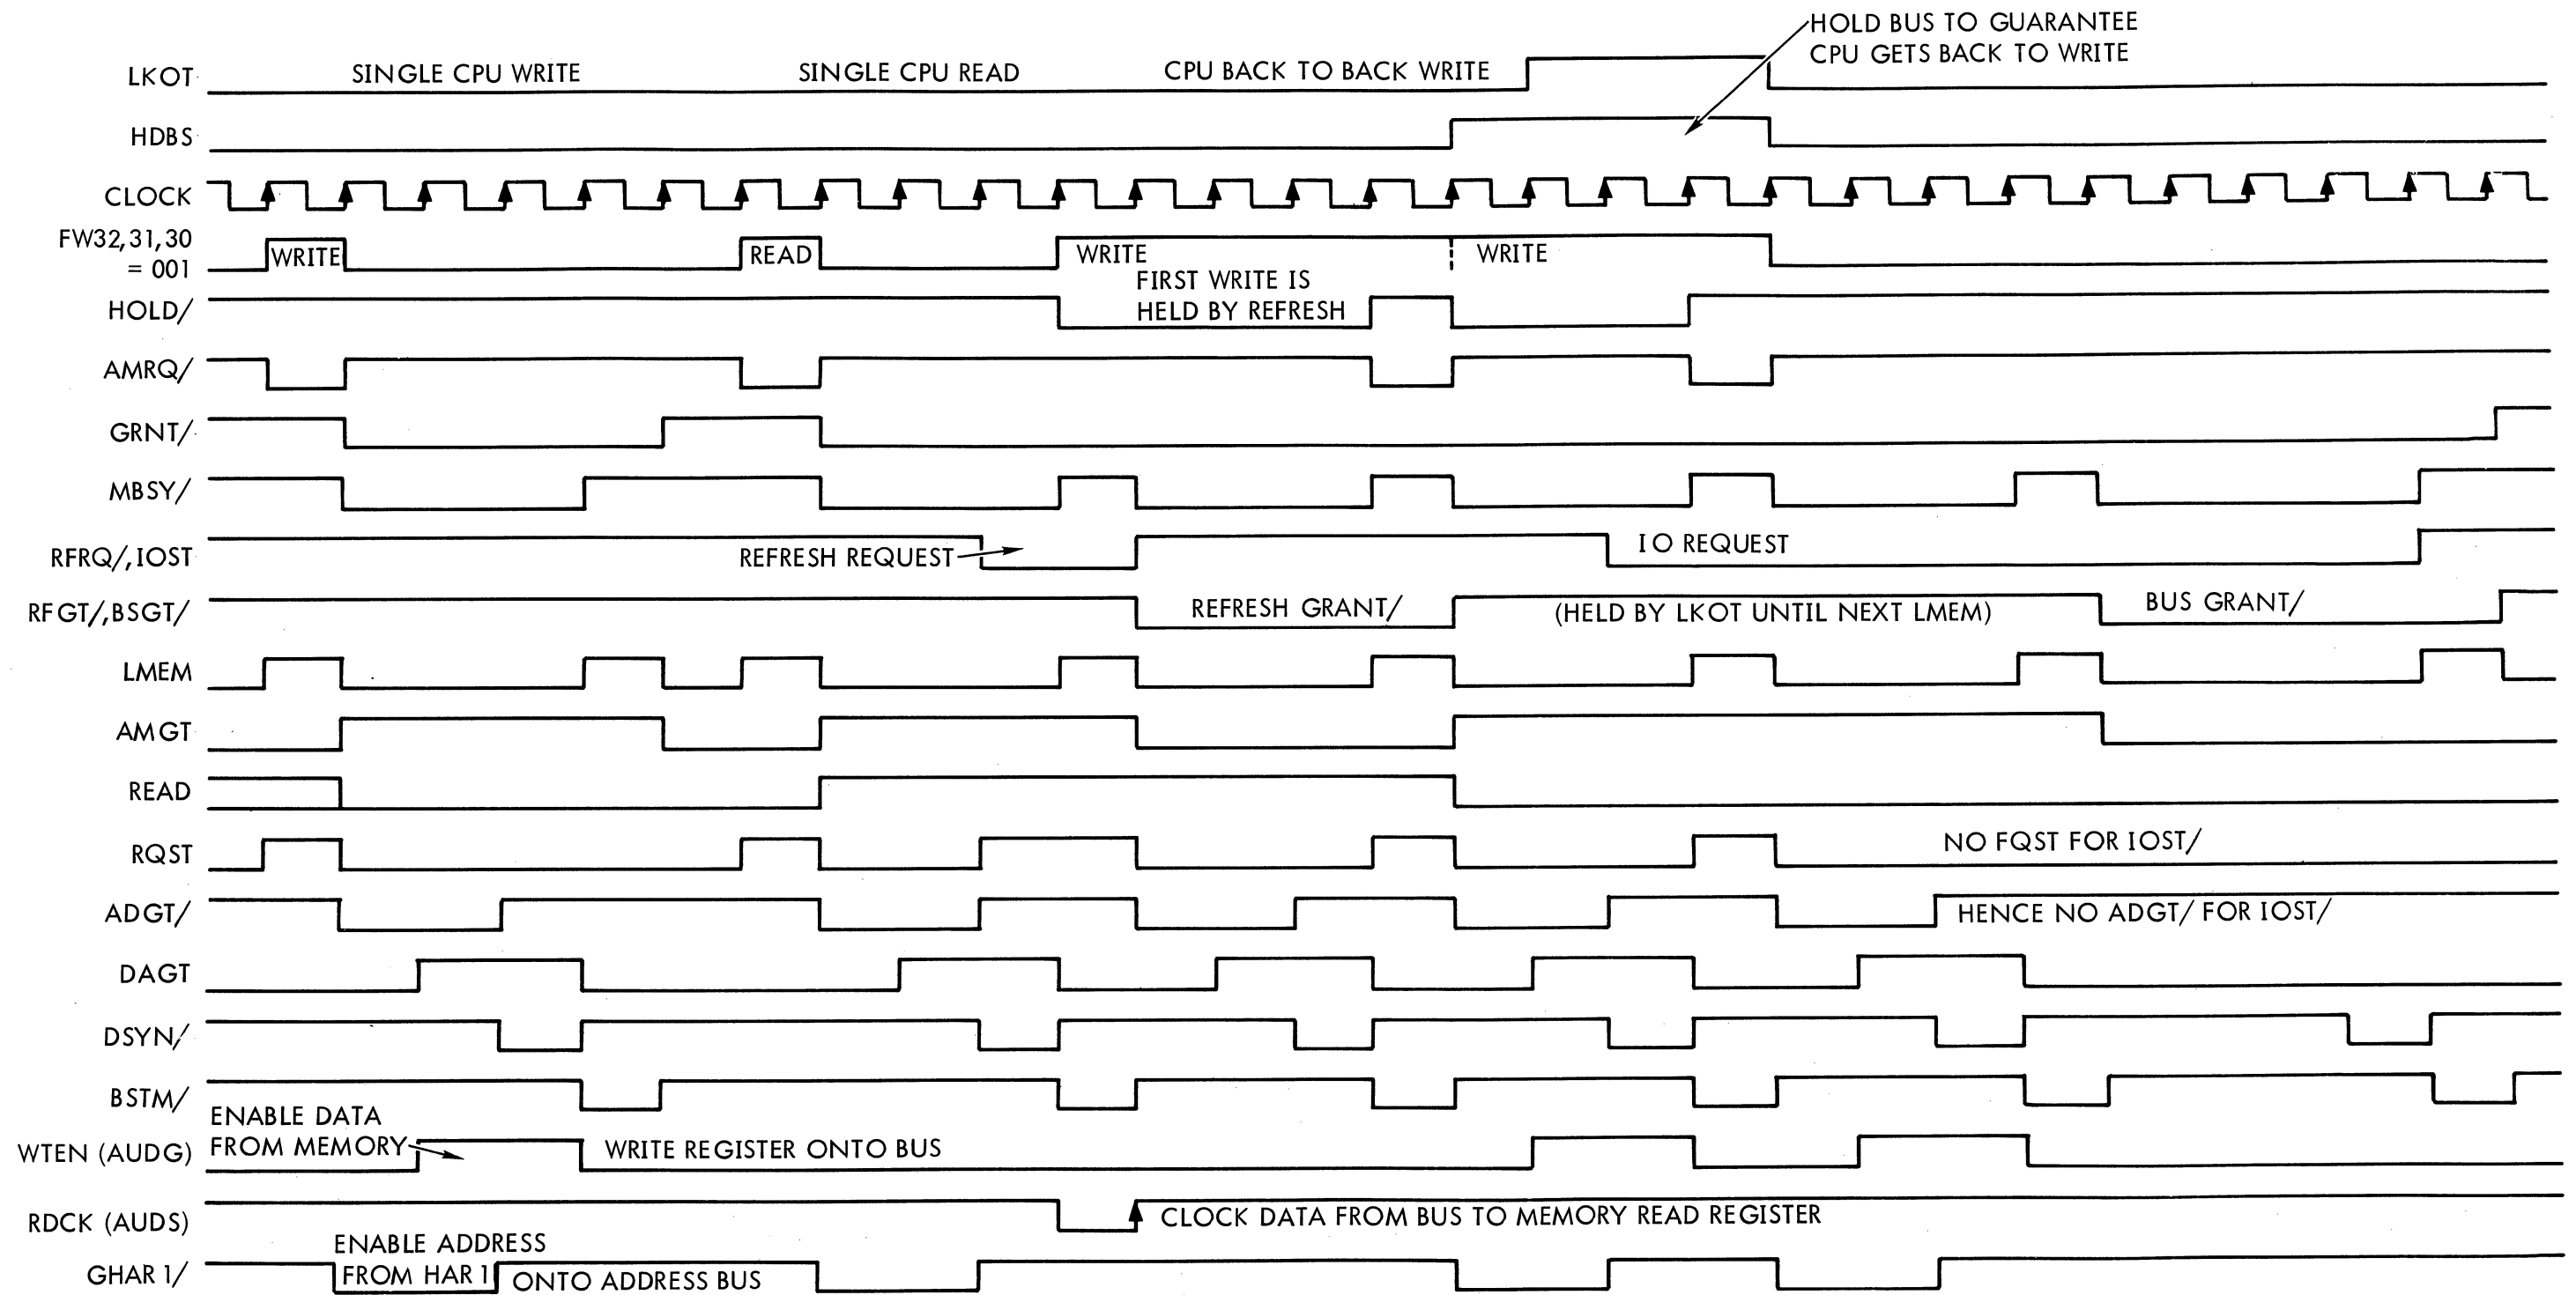 HOLD BUS TO GUARANTEE
CPU GETS BACK TO WRITE
LKOT
SINGLE CPU WRITE
SINGLE CPU READ
CPU BACK TO BACK WRITE
HDBS
CLOCK
FW32,31,30
= 001
WRITE
READ
WRITE
WRITE
FIRST WRITE IS
HELD BY REFRESH
HOLD/
AMRQ/
GRNT/
MBSY/
RFRQ/,IOST
REFRESH REQUEST
IO REQUEST
RFGT/,BSGT/
REFRESH GRANT/
(HELD BY LKOT UNTIL NEXT LMEM)
BUS GRANT/
LMEM
AMGT
READ
RQST
NO FQST FOR IOST/
ADGT/
HENCE NO ADGT/ FOR IOST/
DAGT
DSYN/
BSTM/
ENABLE DATA
FROM MEMORY
WTEN (AUDG)
WRITE REGISTER ONTO BUS
RDCK (AUDS)
CLOCK DATA FROM BUS TO MEMORY READ REGISTER
ENABLE ADDRESS
GHAR 1/
FROM HAR 1
ONTO ADDRESS BUS